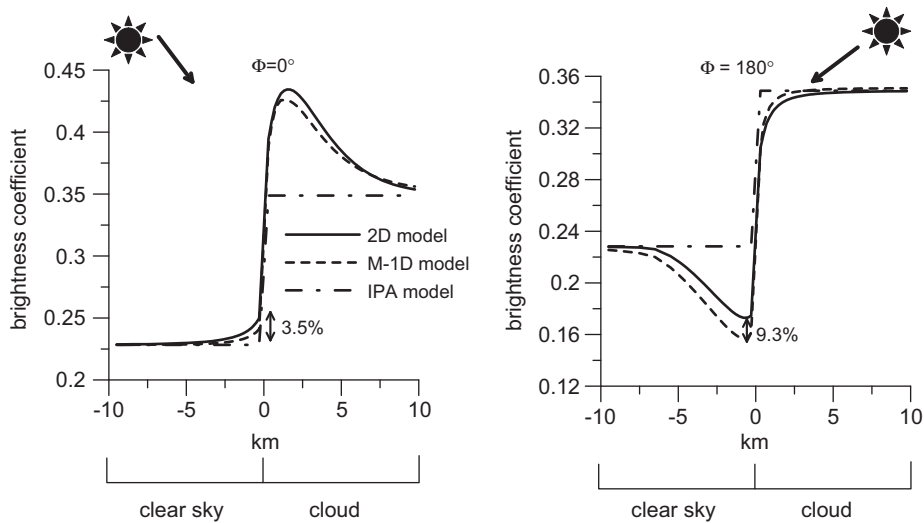 Φ=0°
0.45
0.4
0.35
0.3
0.25
0.2
brightness coefficient
2D model
M-1D model
IPA model
3.5%
-10 -5 0 5 10
km
clear sky cloud
Φ = 180°
0.36
0.32
0.28
0.24
0.2
0.16
0.12
brightness coefficient
9.3%
-10 -5 0 5 10
km
clear sky cloud